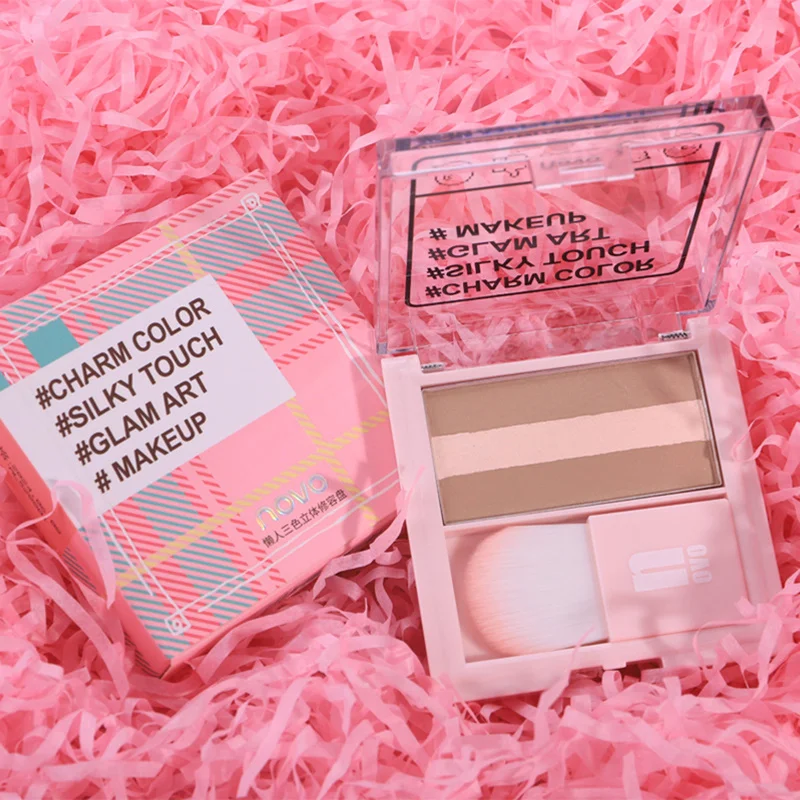 #CHARM COLOR
#SILKY TOUCH
#GLAM ART
# MAKEUP
novo
懒人三色立体修容盘
novo
# MAKEUP
#GLAM ART
#SILKY TOUCH
#CHARM COLOR